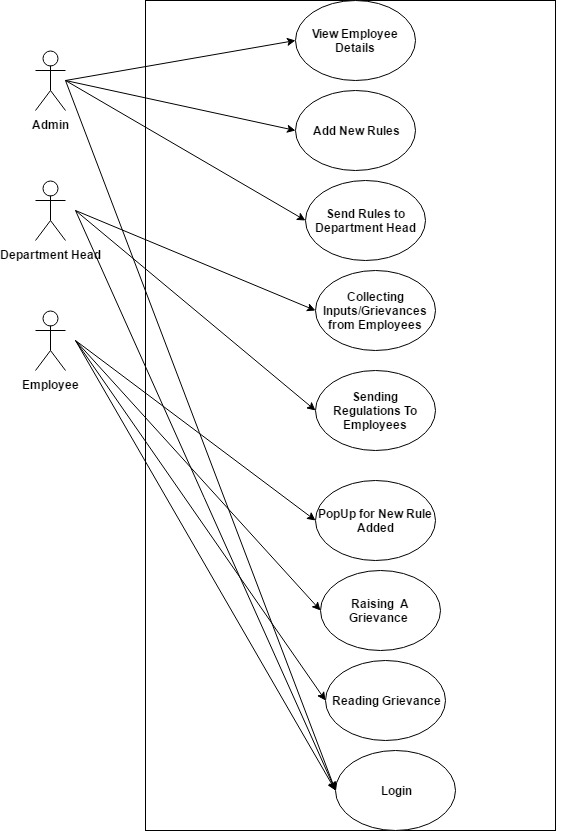 View Employee
Details
Admin
Add New Rules
Send Rules to
Department Head
Department Head
Collecting
Inputs/Grievances
from Employees
Employee
Sending
Regulations To
Employees
PopUp for New Rule
Added
Raising A
Grievance
Reading Grievance
Login